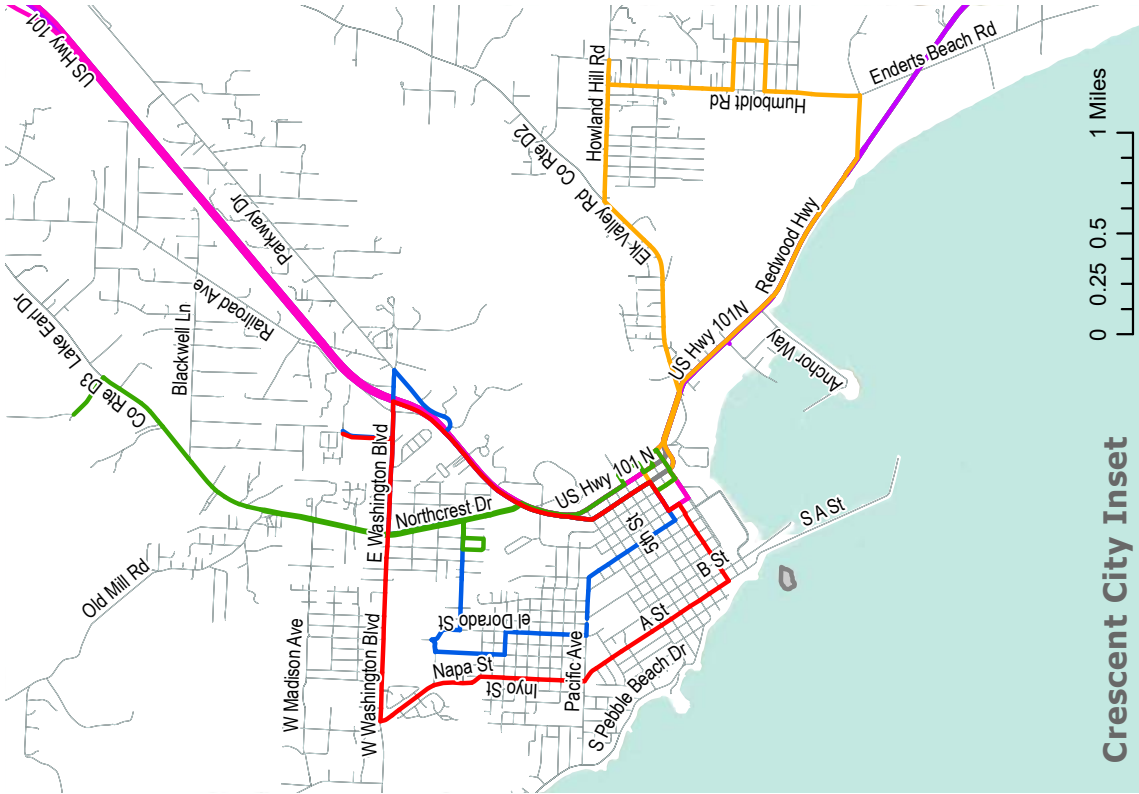 US Hwy 101
Parkway Dr
Co Rte D2
Howland Hill Rd
Humboldt Rd
Enderts Beach Rd
Lake Earl Dr
Co Rte D3
Blackwell Ln
Railroad Ave
Elk Valley Rd
Redwood Hwy
US Hwy 101N
Anchor Way
1 Miles
0.5
0.25
0
E Washington Blvd
Northcrest Dr
US Hwy 101 N
5th St
B St
S A St
Old Mill Rd
W Madison Ave
W Washington Blvd
el Dorado St
Napa St
Inyo St
Pacific Ave
A St
S Pebble Beach Dr
Crescent City Inset